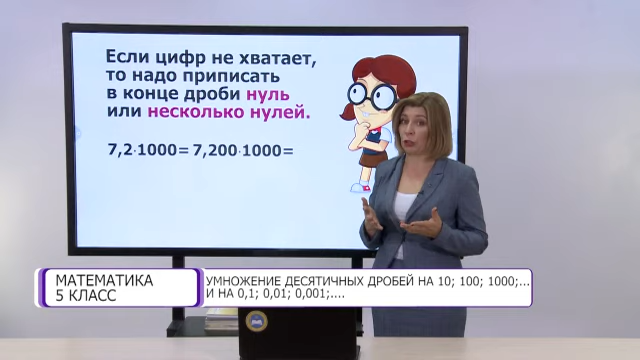 Если цифр не хватает,
то надо приписать
в конце дроби нуль
или несколько нулей.
7,2·1000= 7,200·1000=
МАТЕМАТИКА
5 КЛАСС
УМНОЖЕНИЕ ДЕСЯТИЧНЫХ ДРОБЕЙ НА 10; 100; 1000;...
И НА 0,1; 0,01; 0,001;....